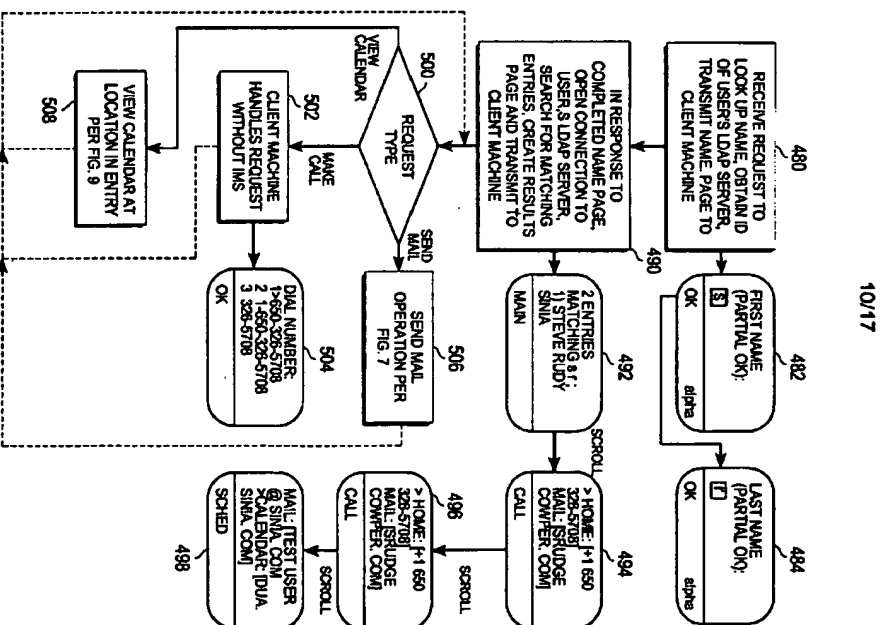 10/17
480
RECEIVE REQUEST TO
LOOK UP NAME, OBTAIN ID
OF USER'S LDAP SERVER,
TRANSMIT NAME, PAGE TO
CLIENT MACHINE
482
FIRST NAME
(PARTIAL OK):
S
OK alpha
484
LAST NAME
(PARTIAL OK):
r
OK alpha
490
IN RESPONSE TO
COMPLETED NAME PAGE,
OPEN CONNECTION TO
USER,S LDAP SERVER,
SEARCH FOR MATCHING
ENTRIES, CREATE RESULTS
PAGE AND TRANSMIT TO
CLIENT MACHINE
492
2 ENTRIES
MATCHING s r ;
1) STEVE RUDY
SINIA
MAIN
SCROLL
494
> HOME: [+1 650
326-5708]
MAIL: [SRUDGE
COWPER. COM]
CALL
SCROLL
500
REQUEST
TYPE
VIEW
CALENDAR
MAKE
CALL
SEND
MAIL
506
SEND MAIL
OPERATION PER
FIG. 7
496
> HOME: [+1 650
326-5708]
MAIL: [SRUDGE
COWPER. COM]
CALL
SCROLL
502
CLIENT MACHINE
HANDLES REQUEST
WITHOUT IMS
504
DIAL NUMBER:
1>650-326-5708
2 1-650-326-5708
3 326-5708
OK
498
MAIL: [TEST USER
@ SINIA. COM
>CALENDAR: [DUA.
SINIA. COM]
SCHED
508
VIEW CALENDAR AT
LOCATION IN ENTRY
PER FIG. 9